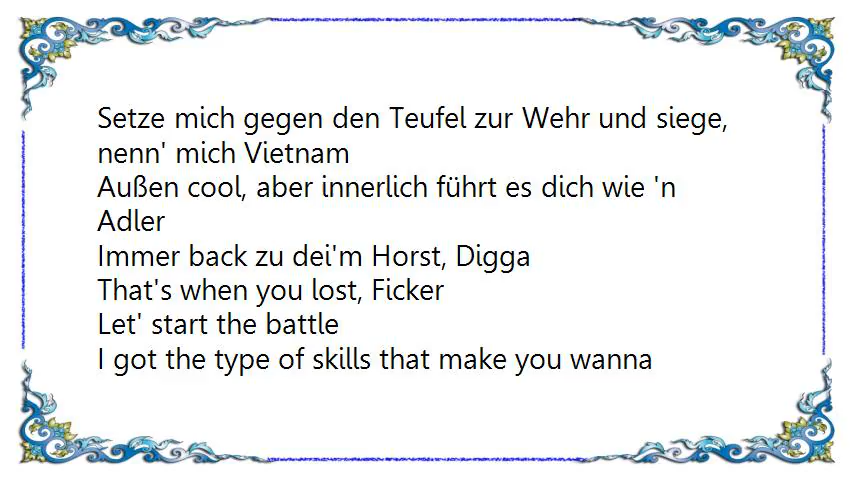 Setze mich gegen den Teufel zur Wehr und siege,
nenn' mich Vietnam
Außen cool, aber innerlich führt es dich wie 'n
Adler
Immer back zu dei'm Horst, Digga
That's when you lost, Ficker
Let' start the battle
I got the type of skills that make you wanna